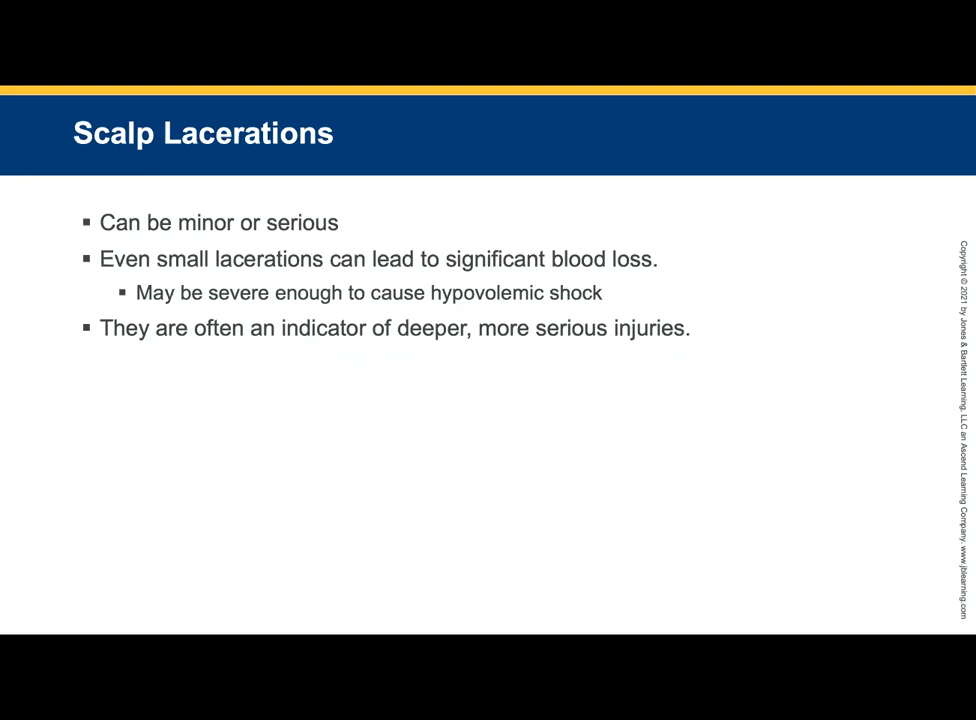 Scalp Lacerations
▪ Can be minor or serious
▪ Even small lacerations can lead to significant blood loss.
▪ May be severe enough to cause hypovolemic shock
▪ They are often an indicator of deeper, more serious injuries.
Copyright © 2021 by Jones & Bartlett Learning, LLC an Ascend Learning Company. www.jblearning.com